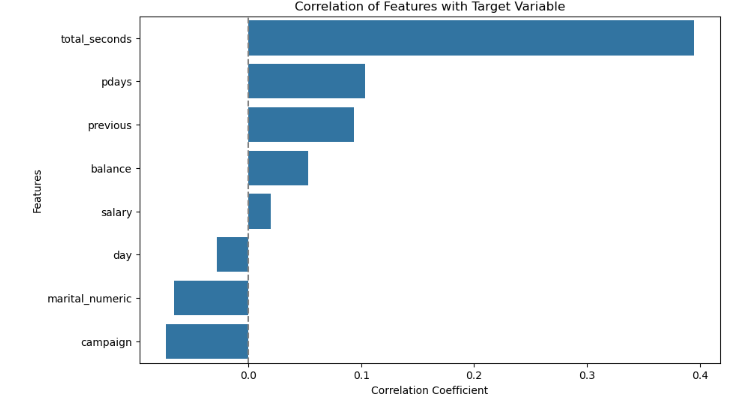 Correlation of Features with Target Variable
total_seconds
pdays
previous
balance
salary
day
marital_numeric
campaign
Features
0.0 0.1 0.2 0.3 0.4
Correlation Coefficient